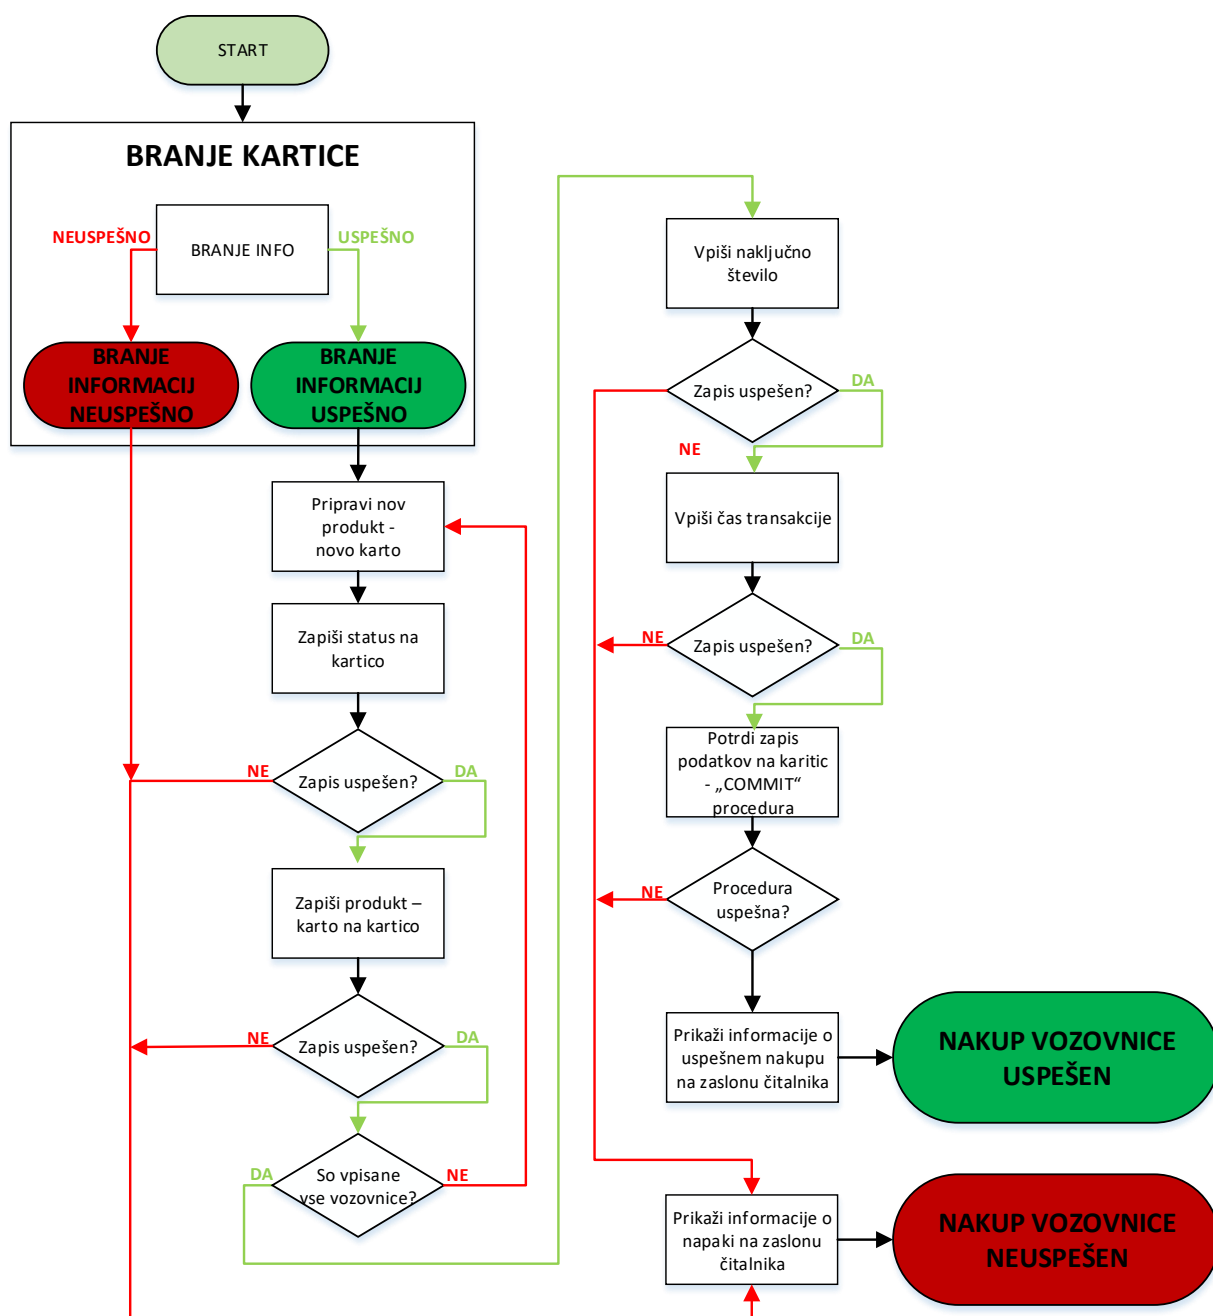 START
BRANJE KARTICE
NEUSPEŠNO
USPEŠNO
BRANJE INFO
BRANJE
INFORMACIJ
NEUSPEŠNO
BRANJE
INFORMACIJ
USPEŠNO
Pripravi nov
produkt -
novo karto
Zapiši status na
kartico
NE
Zapis uspešen?
DA
Zapiši produkt –
karto na kartico
NE
Zapis uspešen?
DA
DA
So vpisane
vse vozovnice?
NE
Vpiši naključno
število
Zapis uspešen?
DA
NE
Vpiši čas transakcije
NE
Zapis uspešen?
DA
Potrdi zapis
podatkov na karitic
- „COMMIT“
procedura
NE
Procedura
uspešna?
Prikaži informacije o
uspešnem nakupu
na zaslonu čitalnika
NAKUP VOZOVNICE
USPEŠEN
Prikaži informacije o
napaki na zaslonu
čitalnika
NAKUP VOZOVNICE
NEUSPEŠEN